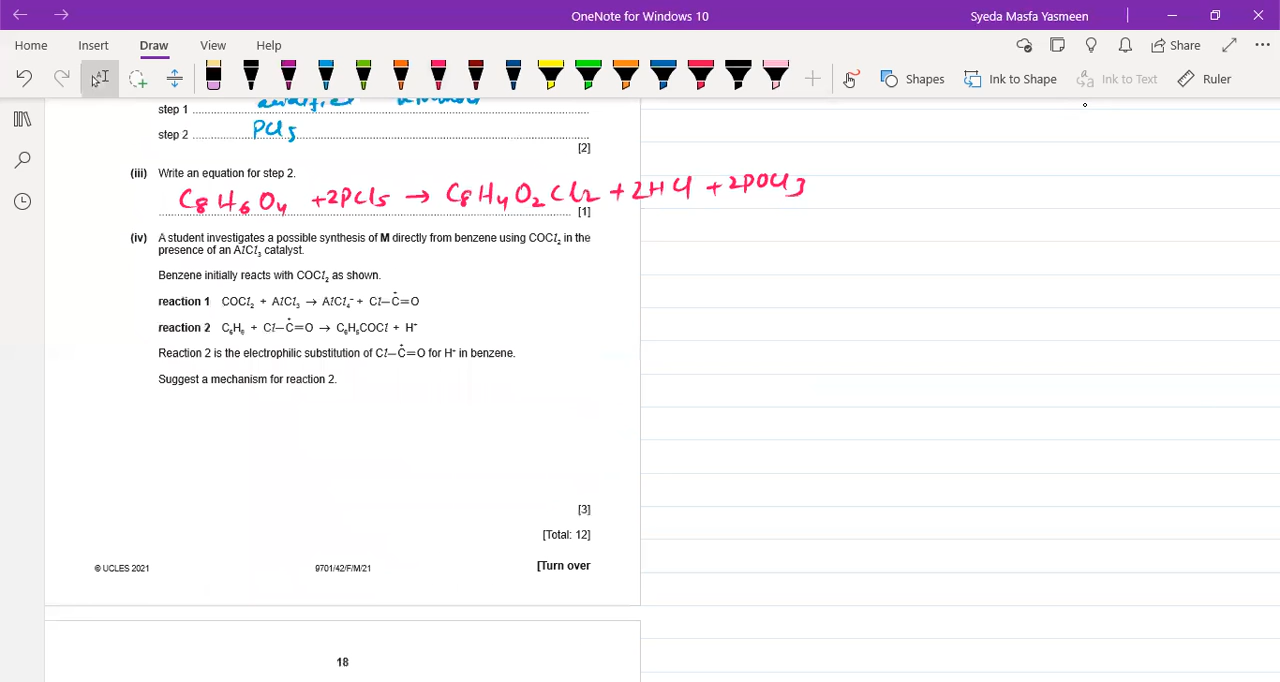 OneNote for Windows 10
Syeda Masfa Yasmeen
Home Insert Draw View Help
Share
Shapes Ink to Shape Ink to Text Ruler
step 1
step 2 PCl5
[2]
(iii) Write an equation for step 2.
C8H6O4 + 2PCl5 → C8H4O2Cl2 + 2HCl + 2POCl3
[1]
(iv) A student investigates a possible synthesis of M directly from benzene using COCl2 in the
presence of an AlCl3 catalyst.
Benzene initially reacts with COCl2 as shown.
reaction 1 COCl2 + AlCl3 → AlCl4⁻ + Cl–C⁺=O
reaction 2 C6H6 + Cl–C⁺=O → C6H5COCl + H⁺
Reaction 2 is the electrophilic substitution of Cl–C⁺=O for H⁺ in benzene.
Suggest a mechanism for reaction 2.
[3]
[Total: 12]
© UCLES 2021 9701/42/F/M/21 [Turn over
18